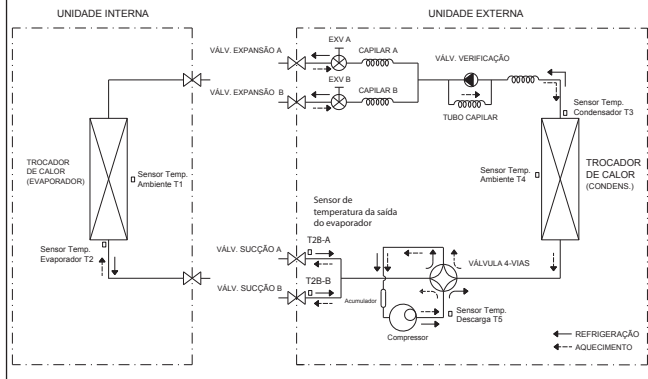 UNIDADE INTERNA
UNIDADE EXTERNA
EXV A
CAPILAR A
VÁLV. EXPANSÃO A
VÁLV. VERIFICAÇÃO
EXV B
CAPILAR B
VÁLV. EXPANSÃO B
TUBO CAPILAR
Sensor Temp.
Condensador T3
TROCADOR
DE CALOR
(EVAPORADOR)
Sensor Temp.
Ambiente T1
Sensor Temp.
Ambiente T4
TROCADOR
DE CALOR
(CONDENS.)
Sensor de
temperatura da saída
do evaporador
Sensor Temp.
Evaporador T2
VÁLV. SUCÇÃO A
T2B-A
VÁLVULA 4-VIAS
VÁLV. SUCÇÃO B
T2B-B
Acumulador
Compressor
Sensor Temp.
Descarga T5
REFRIGERAÇÃO
AQUECIMENTO